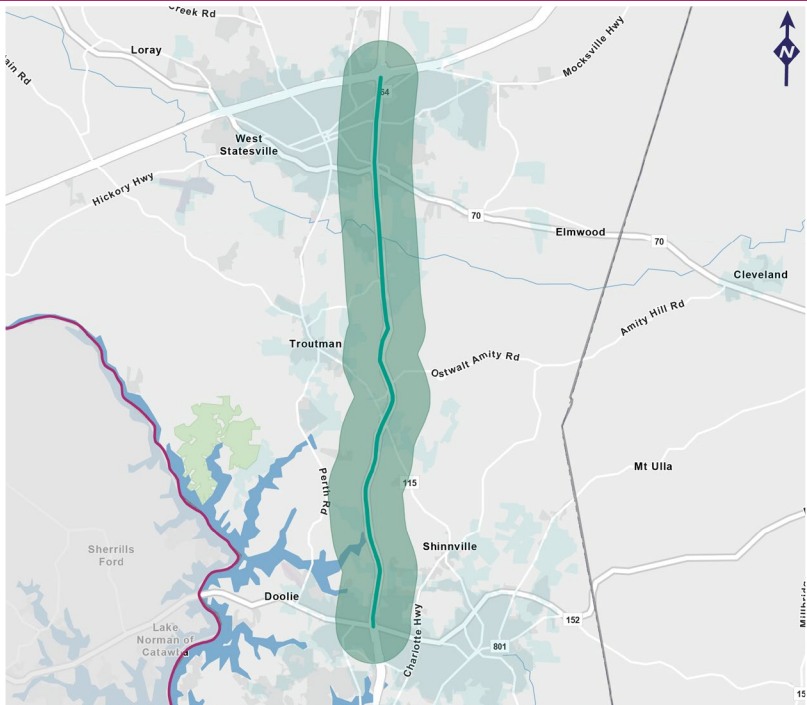 Creek Rd
Loray
Mocksville Hwy
N
64
West
Statesville
Hickory Hwy
70
Elmwood
70
Cleveland
Amity Hill Rd
Troutman
Ostwalt Amity Rd
Mt Ulla
115
Perth Rd
Shinnville
Sherrills
Ford
Doolie
152
Lake
Norman of
Catawba
Charlotte Hwy
801